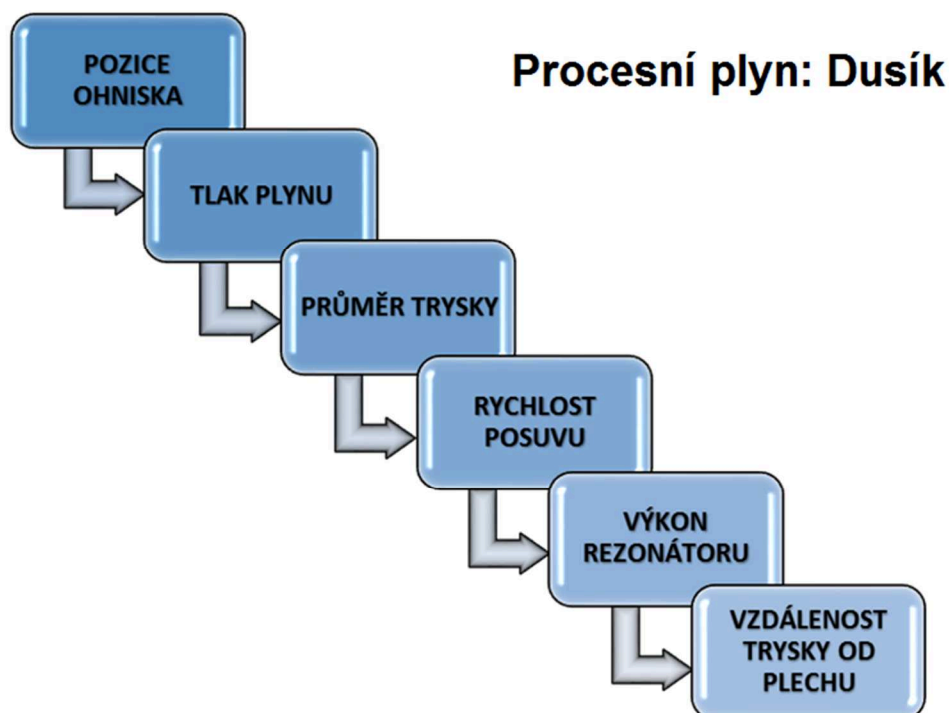 Procesní plyn: Dusík
POZICE
OHNISKA
TLAK PLYNU
PRŮMĚR TRYSKY
RYCHLOST
POSUVU
VÝKON
REZONÁTORU
VZDÁLENOST
TRYSKY OD
PLECHU